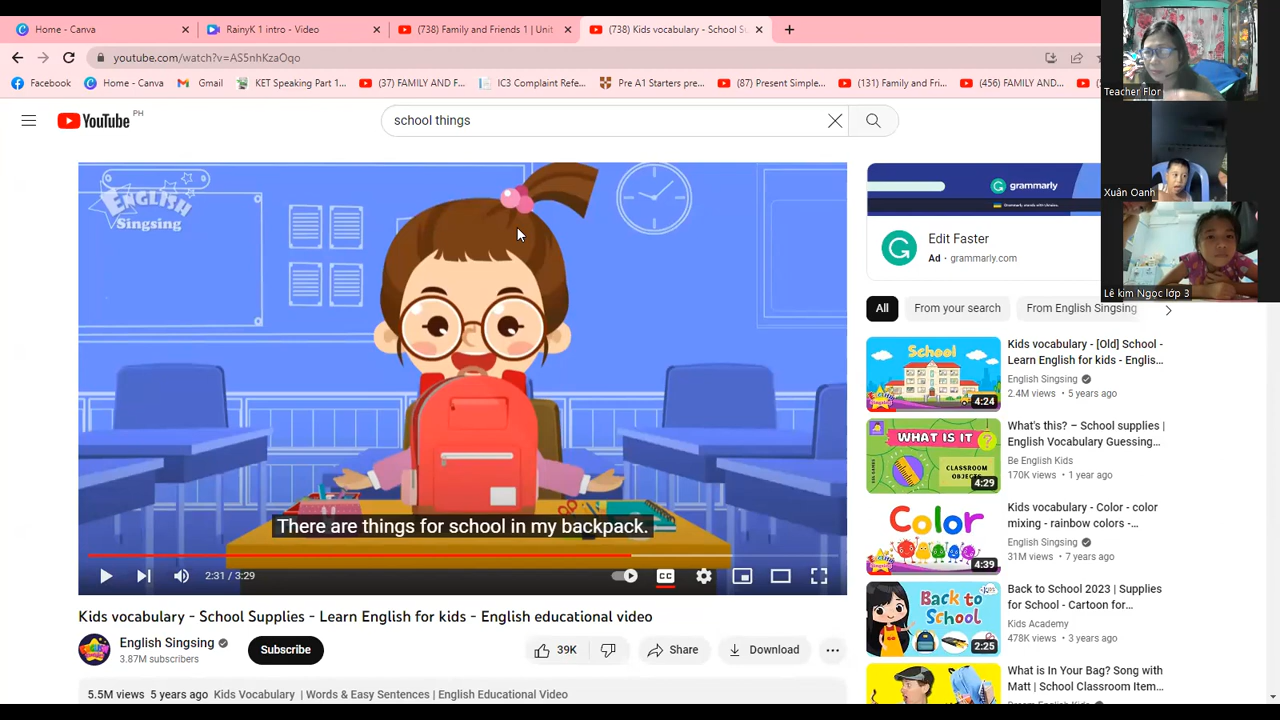 Home - Canva
RainyK 1 intro - Video
(738) Family and Friends 1 | Unit
(738) Kids vocabulary - School Su
youtube.com/watch?v=AS5nhKzaOqo
Facebook
Home - Canva
Gmail
KET Speaking Part 1...
(37) FAMILY AND F...
IC3 Complaint Refe...
Pre A1 Starters pre...
(87) Present Simple...
(131) Family and Fri...
(456) FAMILY AND...
Teacher Flor
Xuân Oanh
Lê kim Ngọc lớp 3
YouTube PH
school things
ENGLISH
Singsing
There are things for school in my backpack.
2:31 / 3:29
CC
Kids vocabulary - School Supplies - Learn English for kids - English educational video
English Singsing
3.87M subscribers
Subscribe
39K
Share
Download
5.5M views 5 years ago Kids Vocabulary | Words & Easy Sentences | English Educational Video
grammarly
Edit Faster
Ad · grammarly.com
All
From your search
From English Singsing
School
4:24
Kids vocabulary - [Old] School -
Learn English for kids - Englis...
English Singsing
2.4M views · 5 years ago
WHAT IS IT
CLASSROOM
OBJECTS
4:29
What's this? – School supplies |
English Vocabulary Guessing...
Be English Kids
170K views · 1 year ago
Color
4:39
Kids vocabulary - Color - color
mixing - rainbow colors -...
English Singsing
31M views · 7 years ago
Back to
School
2:25
Back to School 2023 | Supplies
for School - Cartoon for...
Kids Academy
478K views · 3 years ago
What is In Your Bag? Song with
Matt | School Classroom Item...